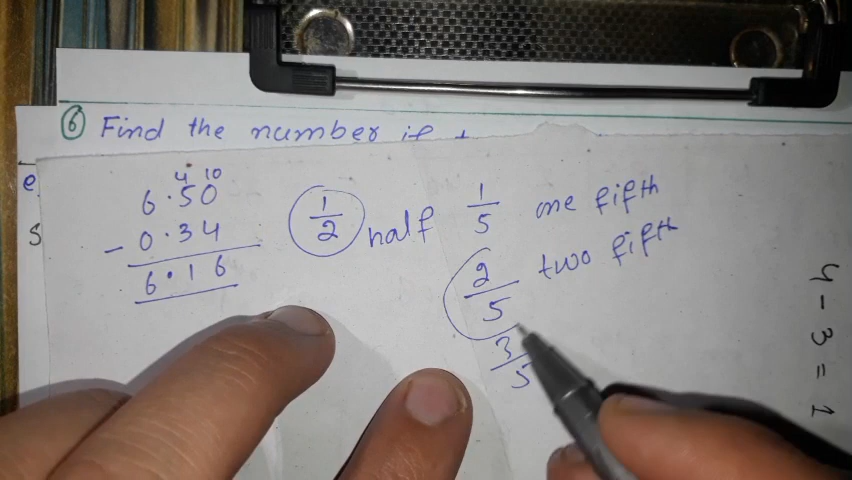 ⑥ Find the number if
e
S
4 10
6.50
- 0.34
6.16
1/2 half
1/5 one fifth
2/5 two fifth
3/5
4 - 3 = 1